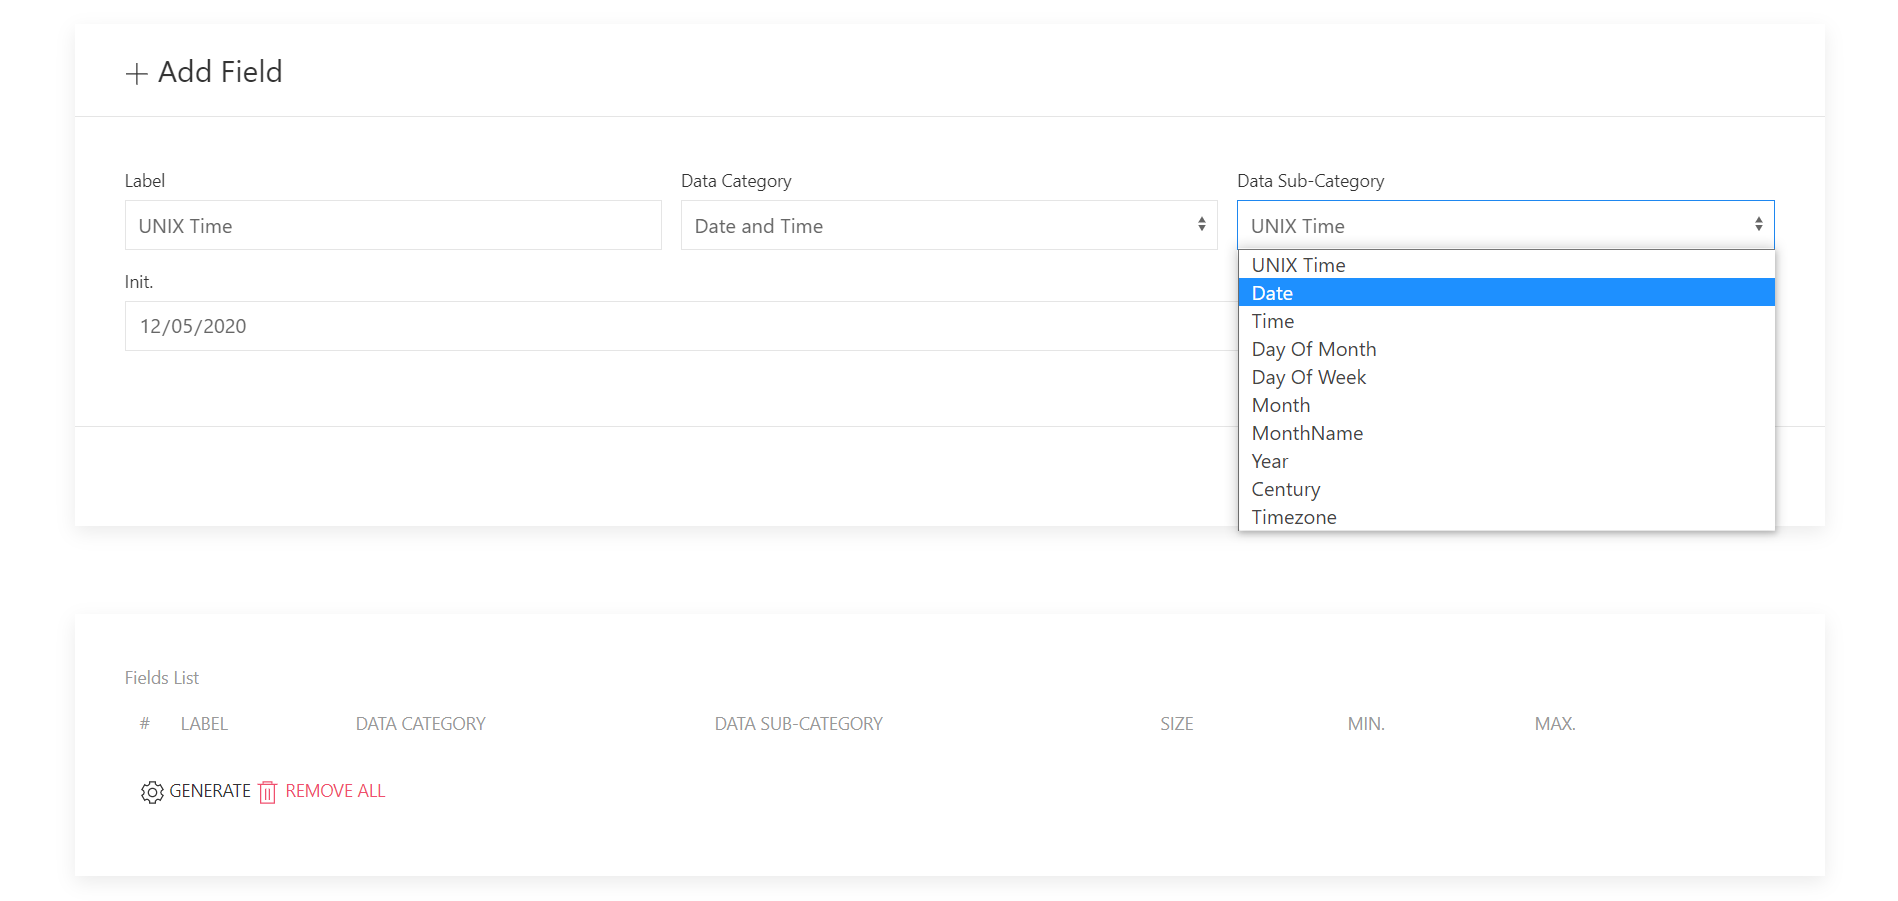 Add Field
Label
Data Category
Data Sub-Category
UNIX Time
Date and Time
UNIX Time
Init.
12/05/2020
UNIX Time
Date
Time
Day Of Month
Day Of Week
Month
MonthName
Year
Century
Timezone
Fields List
# LABEL DATA CATEGORY DATA SUB-CATEGORY SIZE MIN. MAX.
GENERATE REMOVE ALL